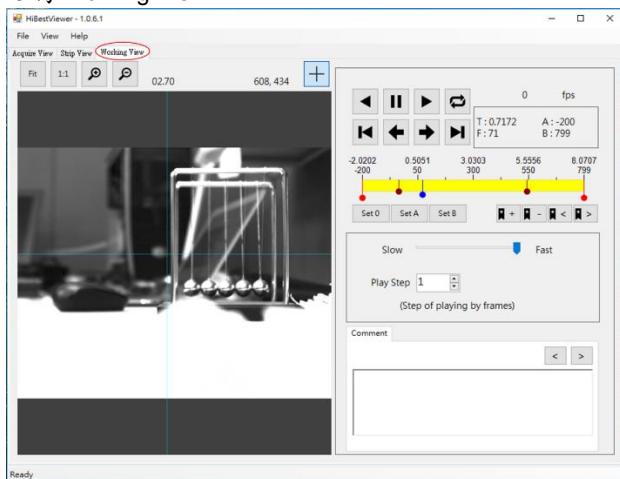 HiBestViewer - 1.0.6.1
File View Help
Acquire View Strip View Working View
Fit 1:1 02.70 608, 434
0 fps
T : 0.7172 A : -200
F : 71 B : 799
-2.0202 0.5051 3.0303 5.5556 8.0707
-200 50 300 550 799
Set 0 Set A Set B + - < >
Slow Fast
Play Step 1
(Step of playing by frames)
Comment
< >
Ready